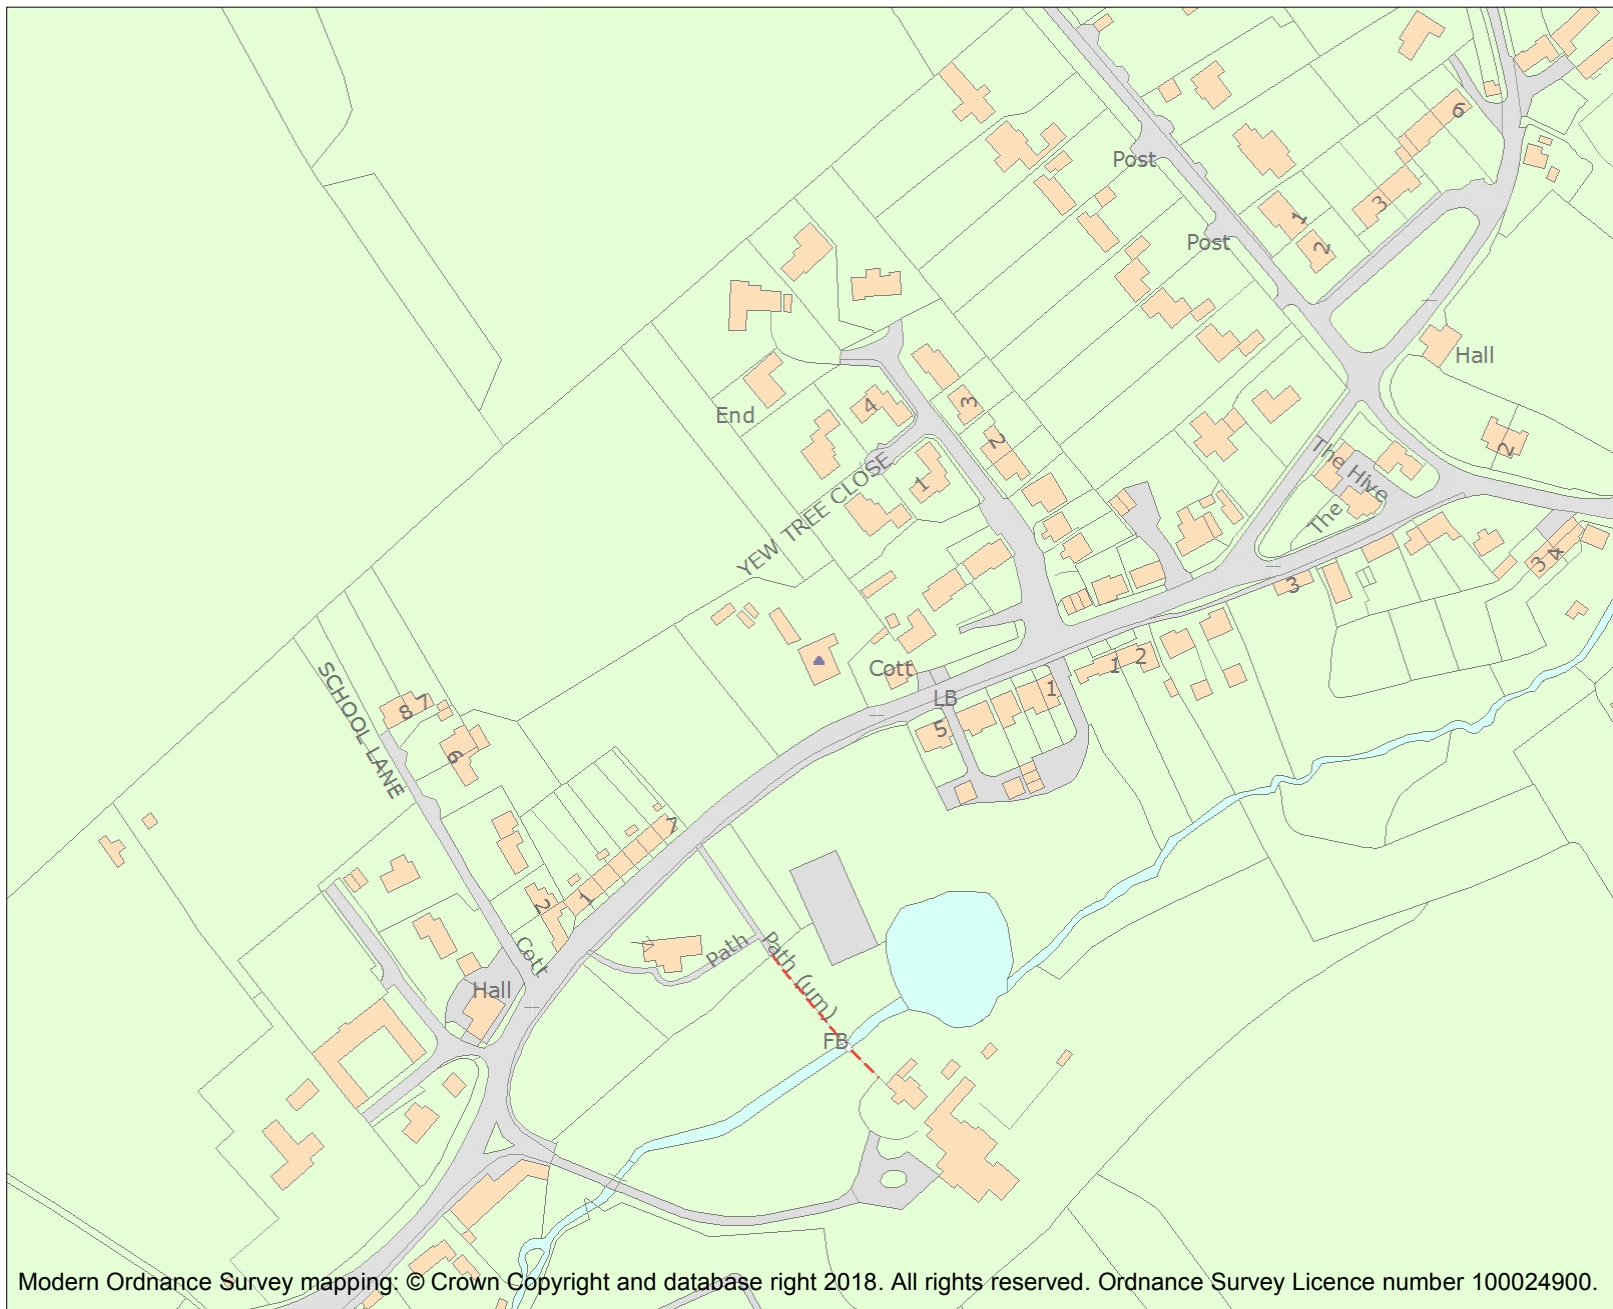 6
Post
3
1
Post
2
Hall
4
3
End
2
2
The Hive
YEW TREE CLOSE
1
The
3 4
3
1 2
Cott
SCHOOL LANE
LB
1
8 7
5
6
7
2
1
Cott
Path
Path (um)
Hall
FB
Modern Ordnance Survey mapping: © Crown Copyright and database right 2018. All rights reserved. Ordnance Survey Licence number 100024900.